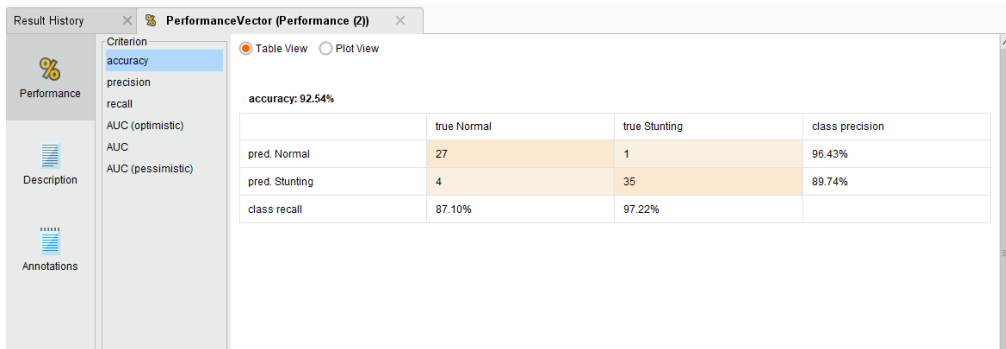 Result History
PerformanceVector (Performance (2))
Performance
Description
Annotations
Criterion
accuracy
precision
recall
AUC (optimistic)
AUC
AUC (pessimistic)
Table View Plot View
accuracy: 92.54%
true Normal true Stunting class precision
pred. Normal 27 1 96.43%
pred. Stunting 4 35 89.74%
class recall 87.10% 97.22%